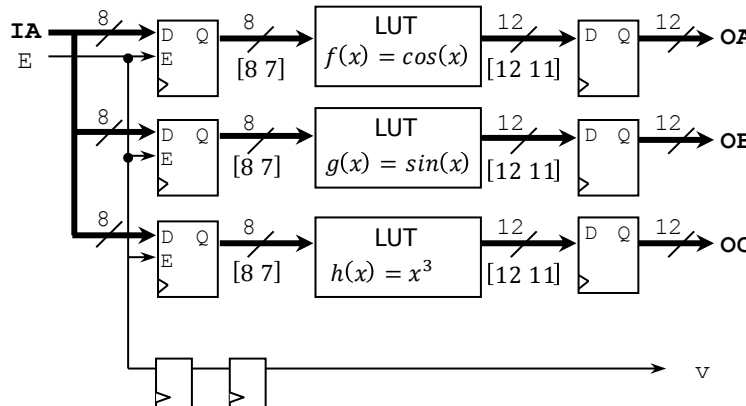 8 8 12 12
IA D Q LUT D Q OA
E E [8 7] f(x) = cos(x) [12 11]
8 8 12 12
D Q LUT D Q OB
E [8 7] g(x) = sin(x) [12 11]
8 8 12 12
D Q LUT D Q OC
E [8 7] h(x) = x³ [12 11]
v